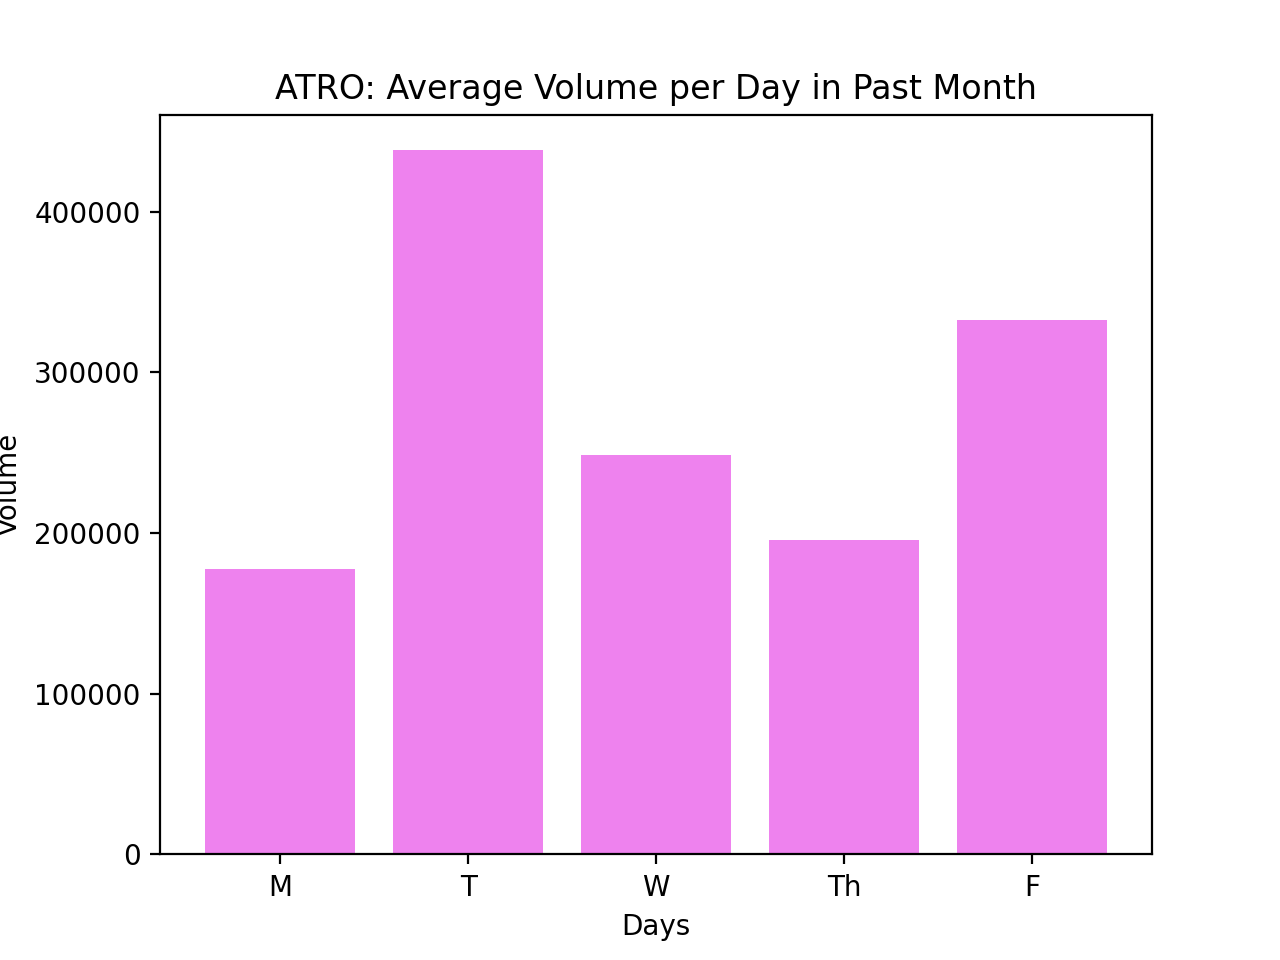 ATRO: Average Volume per Day in Past Month
400000
300000
200000
100000
0
Volume
M T W Th F
Days